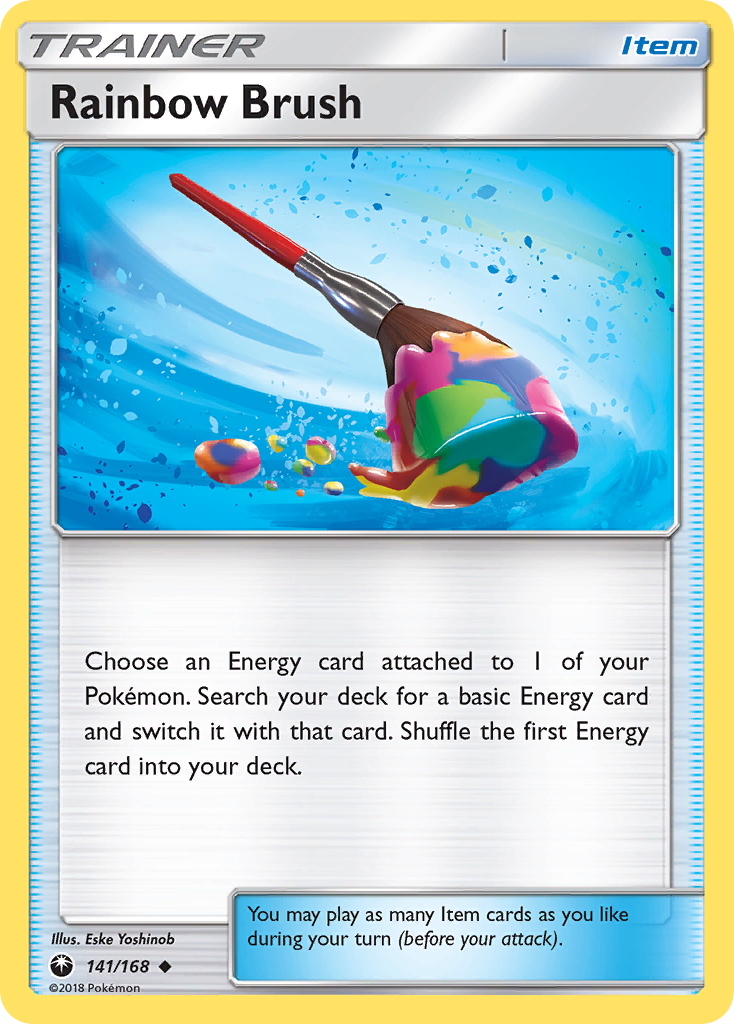 TRAINER
Item
Rainbow Brush
Choose an Energy card attached to 1 of your
Pokémon. Search your deck for a basic Energy card
and switch it with that card. Shuffle the first Energy
card into your deck.
You may play as many Item cards as you like
during your turn (before your attack).
Illus. Eske Yoshinob
141/168
©2018 Pokémon